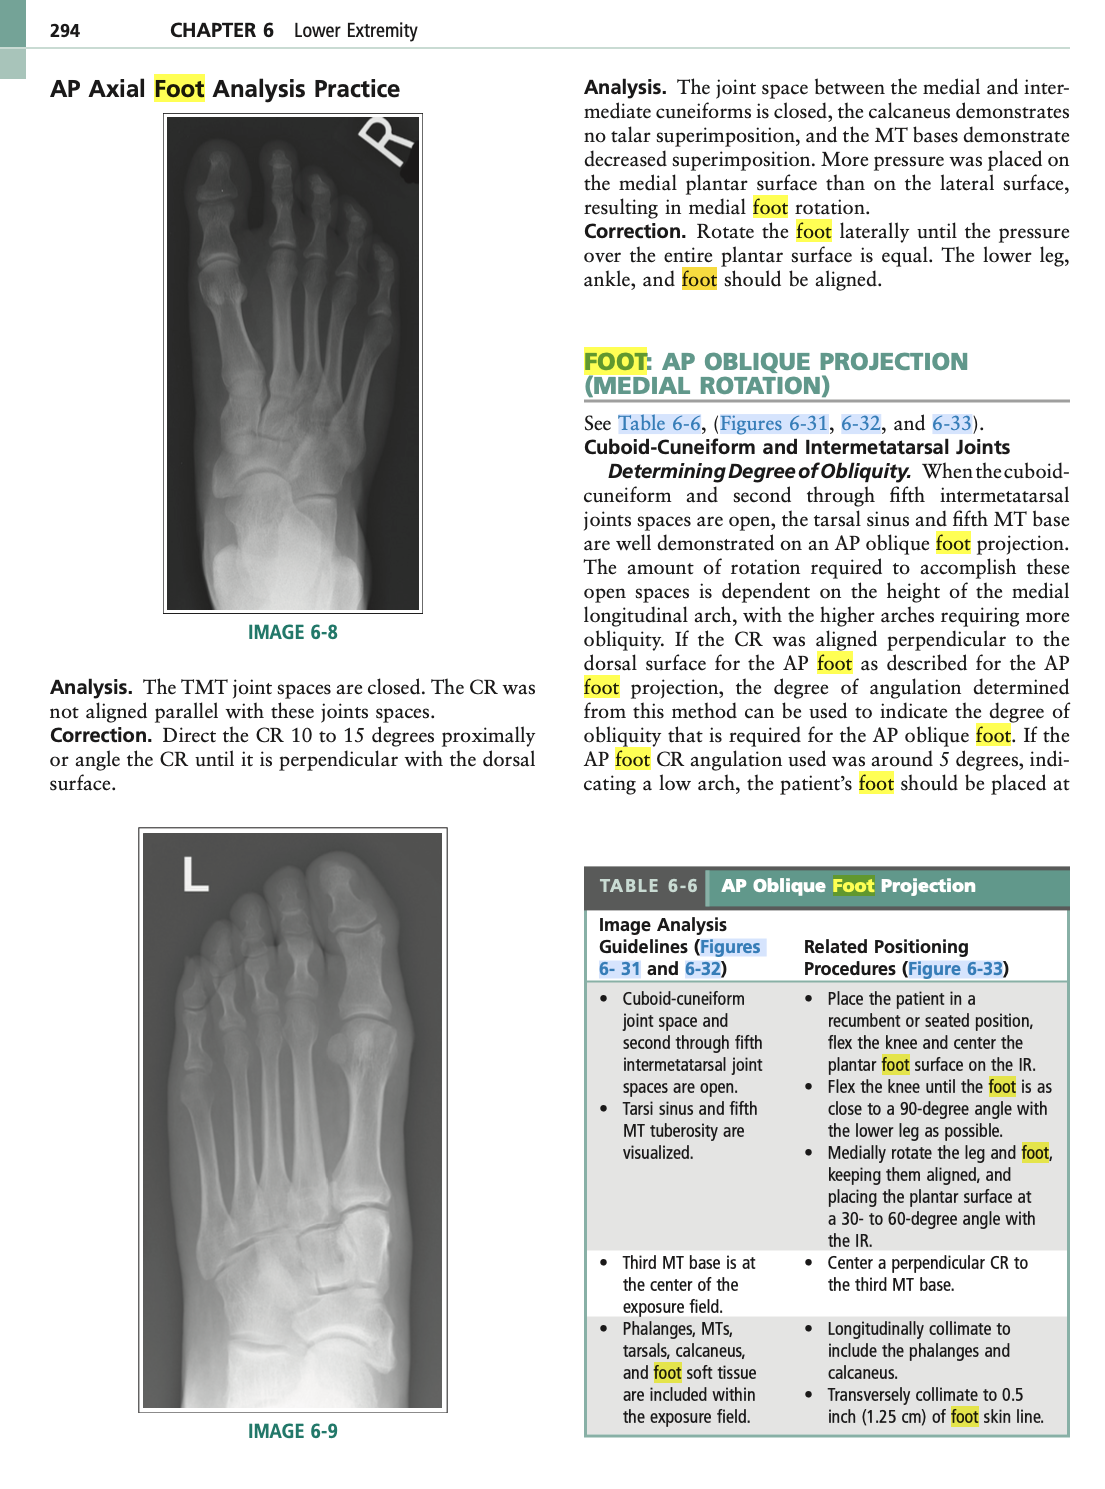 294 CHAPTER 6 Lower Extremity
AP Axial Foot Analysis Practice
R
IMAGE 6-8
Analysis. The TMT joint spaces are closed. The CR was
not aligned parallel with these joints spaces.
Correction. Direct the CR 10 to 15 degrees proximally
or angle the CR until it is perpendicular with the dorsal
surface.
L
IMAGE 6-9
Analysis. The joint space between the medial and inter-
mediate cuneiforms is closed, the calcaneus demonstrates
no talar superimposition, and the MT bases demonstrate
decreased superimposition. More pressure was placed on
the medial plantar surface than on the lateral surface,
resulting in medial foot rotation.
Correction. Rotate the foot laterally until the pressure
over the entire plantar surface is equal. The lower leg,
ankle, and foot should be aligned.
FOOT: AP OBLIQUE PROJECTION
(MEDIAL ROTATION)
See Table 6-6, (Figures 6-31, 6-32, and 6-33).
Cuboid-Cuneiform and Intermetatarsal Joints
Determining Degree of Obliquity. When the cuboid-
cuneiform and second through fifth intermetatarsal
joints spaces are open, the tarsal sinus and fifth MT base
are well demonstrated on an AP oblique foot projection.
The amount of rotation required to accomplish these
open spaces is dependent on the height of the medial
longitudinal arch, with the higher arches requiring more
obliquity. If the CR was aligned perpendicular to the
dorsal surface for the AP foot as described for the AP
foot projection, the degree of angulation determined
from this method can be used to indicate the degree of
obliquity that is required for the AP oblique foot. If the
AP foot CR angulation used was around 5 degrees, indi-
cating a low arch, the patient's foot should be placed at
TABLE 6-6 AP Oblique Foot Projection
Image Analysis
Guidelines (Figures
6- 31 and 6-32)
Related Positioning
Procedures (Figure 6-33)
• Cuboid-cuneiform
joint space and
second through fifth
intermetatarsal joint
spaces are open.
• Tarsi sinus and fifth
MT tuberosity are
visualized.
• Place the patient in a
recumbent or seated position,
flex the knee and center the
plantar foot surface on the IR.
• Flex the knee until the foot is as
close to a 90-degree angle with
the lower leg as possible.
• Medially rotate the leg and foot,
keeping them aligned, and
placing the plantar surface at
a 30- to 60-degree angle with
the IR.
• Third MT base is at
the center of the
exposure field.
• Center a perpendicular CR to
the third MT base.
• Phalanges, MTs,
tarsals, calcaneus,
and foot soft tissue
are included within
the exposure field.
• Longitudinally collimate to
include the phalanges and
calcaneus.
• Transversely collimate to 0.5
inch (1.25 cm) of foot skin line.